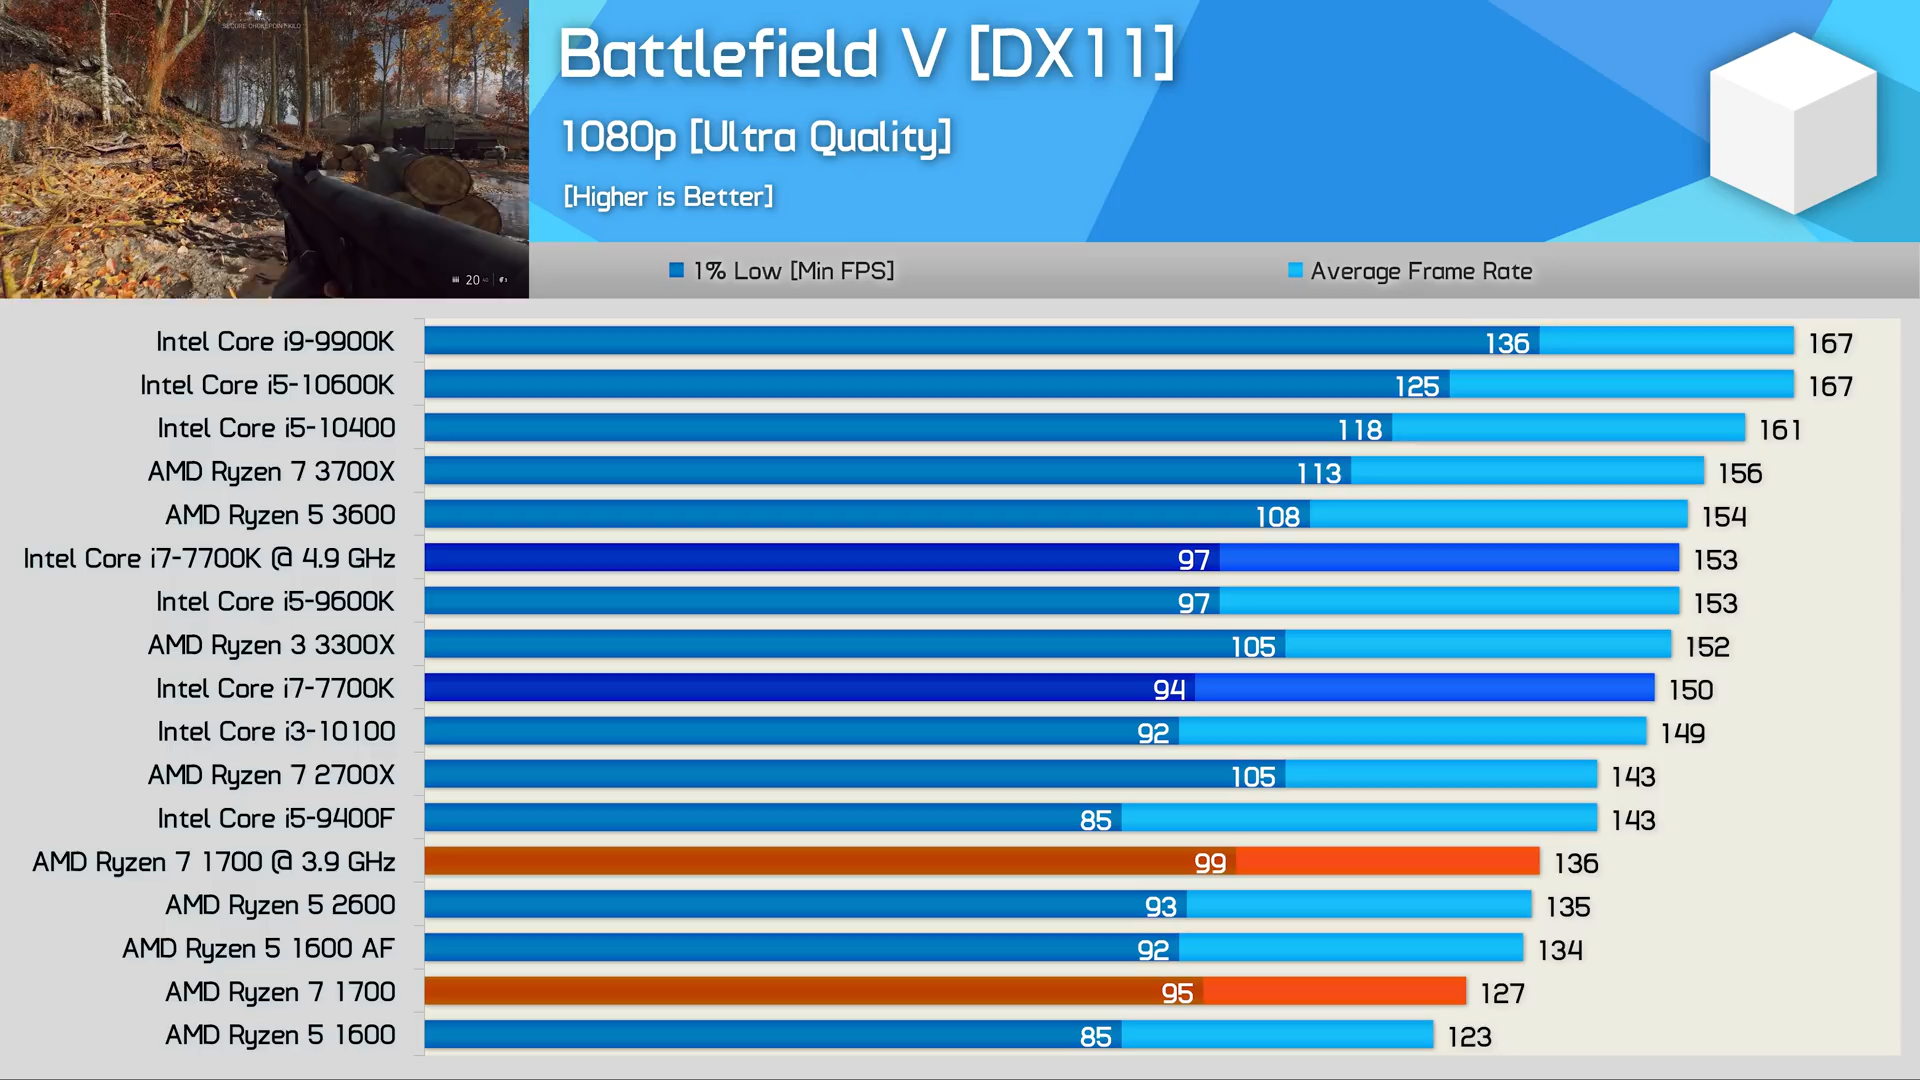 SECURE CHOKEPOINT KILO
20
Battlefield V [DX11]
1080p [Ultra Quality]
[Higher is Better]
1% Low [Min FPS] Average Frame Rate
Intel Core i9-9900K 136 167
Intel Core i5-10600K 125 167
Intel Core i5-10400 118 161
AMD Ryzen 7 3700X 113 156
AMD Ryzen 5 3600 108 154
Intel Core i7-7700K @ 4.9 GHz 97 153
Intel Core i5-9600K 97 153
AMD Ryzen 3 3300X 105 152
Intel Core i7-7700K 94 150
Intel Core i3-10100 92 149
AMD Ryzen 7 2700X 105 143
Intel Core i5-9400F 85 143
AMD Ryzen 7 1700 @ 3.9 GHz 99 136
AMD Ryzen 5 2600 93 135
AMD Ryzen 5 1600 AF 92 134
AMD Ryzen 7 1700 95 127
AMD Ryzen 5 1600 85 123